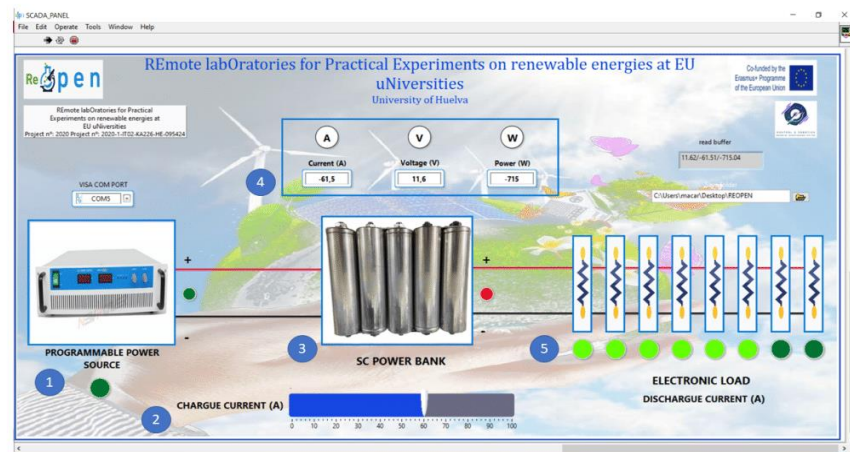 SCADA_PANEL
File Edit Operate Tools Window Help
REmote labOratories for Practical Experiments on renewable energies at EU
uNiversities
University of Huelva
Re Open
Co-funded by the
Erasmus+ Programme
of the European Union
REmote labOratories for Practical
Experiments on renewable energies at
EU uNiversities
Project nº: 2020 Project nº: 2020-1-IT02-KA226-HE-095424
A V W
Current (A) Voltage (V) Power (W)
-61,5 11,6 -715
4
read buffer
11.62/-61.51/-715.04
VISA COM PORT
COM5
C:\Users\macar\Desktop\REOPEN
+ +
- -
PROGRAMMABLE POWER
SOURCE
1
3
SC POWER BANK
5
ELECTRONIC LOAD
DISCHARGUE CURRENT (A)
2
CHARGUE CURRENT (A)
0 10 20 30 40 50 60 70 80 90 100